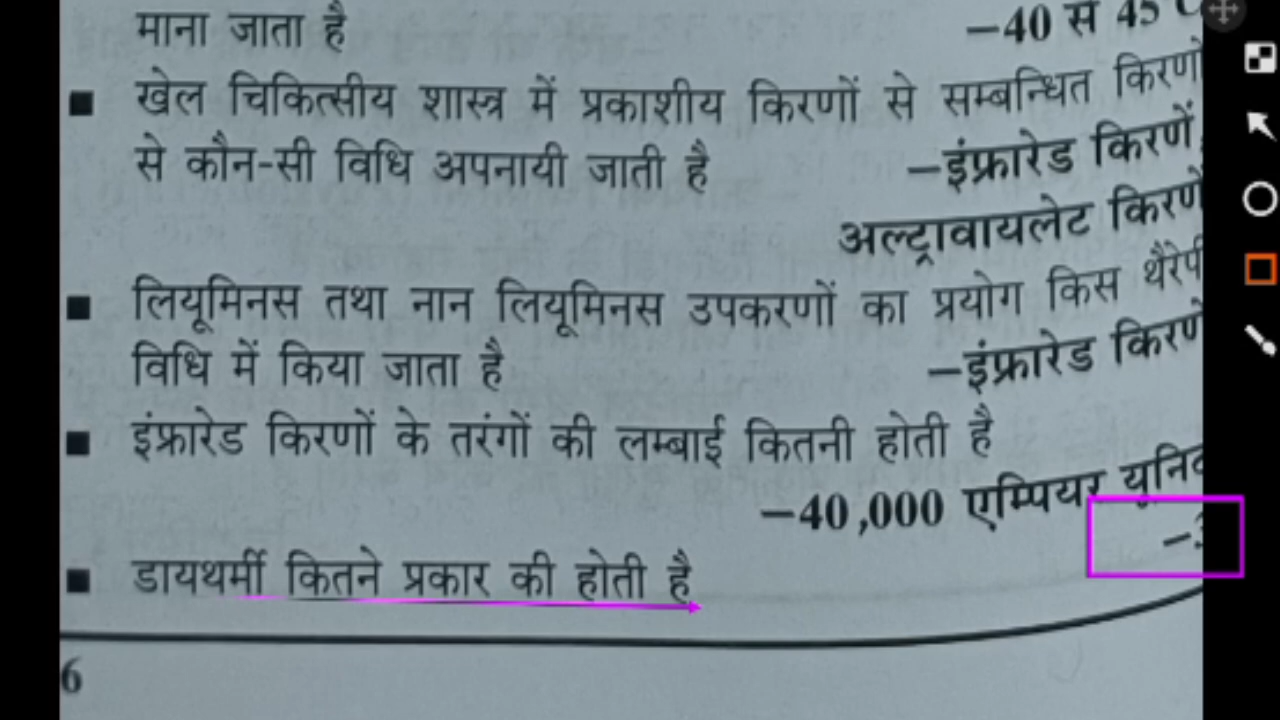 माना जाता है –40 से 45
■ खेल चिकित्सीय शास्त्र में प्रकाशीय किरणों से सम्बन्धित
से कौन-सी विधि अपनायी जाती है –इंफ्रारेड किरणें
अल्ट्रावायलेट
■ लियूमिनस तथा नान लियूमिनस उपकरणों का प्रयोग किस
विधि में किया जाता है –इंफ्रारेड
■ इंफ्रारेड किरणों के तरंगों की लम्बाई कितनी होती है
–40,000 एम्पियर
■ डायथर्मी कितने प्रकार की होती है
6